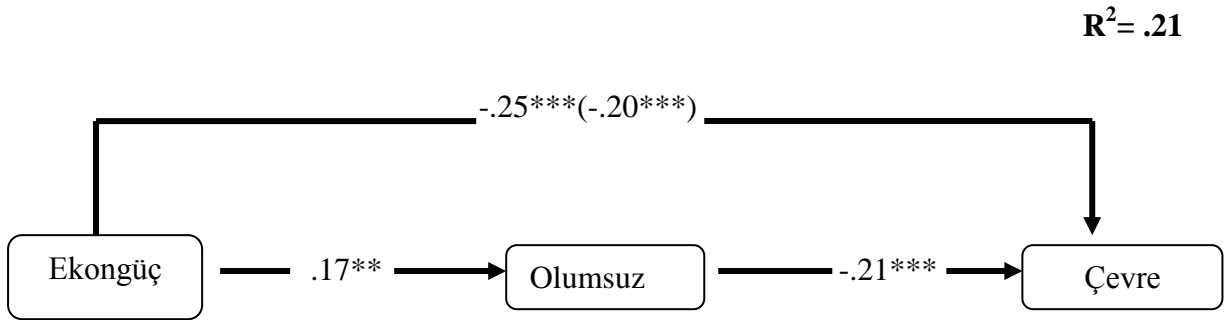 R²= .21
-.25***(-.20***)
Ekongüç
.17**
Olumsuz
-.21***
Çevre